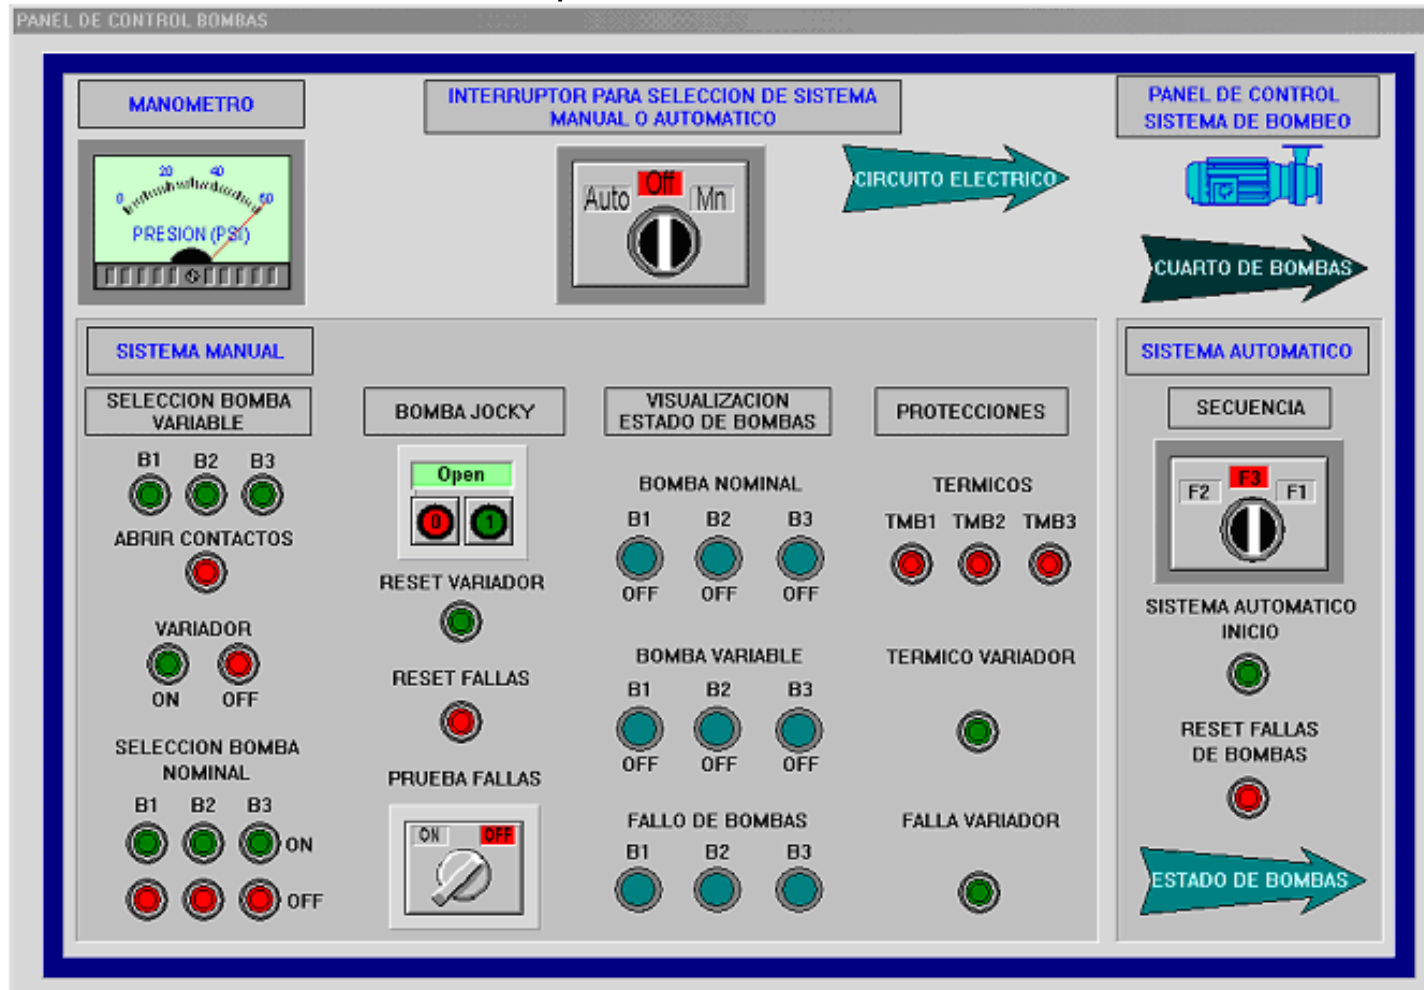 PANEL DE CONTROL BOMBAS
MANOMETRO
0 20 40 60
PRESION (PSI)
INTERRUPTOR PARA SELECCION DE SISTEMA
MANUAL O AUTOMATICO
Auto Off Mn
CIRCUITO ELECTRICO
PANEL DE CONTROL
SISTEMA DE BOMBEO
CUARTO DE BOMBAS
SISTEMA MANUAL
SELECCION BOMBA
VARIABLE
B1 B2 B3
ABRIR CONTACTOS
VARIADOR
ON OFF
SELECCION BOMBA
NOMINAL
B1 B2 B3
ON
OFF
BOMBA JOCKY
Open
0 1
RESET VARIADOR
RESET FALLAS
PRUEBA FALLAS
ON OFF
VISUALIZACION
ESTADO DE BOMBAS
BOMBA NOMINAL
B1 B2 B3
OFF OFF OFF
BOMBA VARIABLE
B1 B2 B3
OFF OFF OFF
FALLO DE BOMBAS
B1 B2 B3
PROTECCIONES
TERMICOS
TMB1 TMB2 TMB3
TERMICO VARIADOR
FALLA VARIADOR
SISTEMA AUTOMATICO
SECUENCIA
F2 F3 F1
SISTEMA AUTOMATICO
INICIO
RESET FALLAS
DE BOMBAS
ESTADO DE BOMBAS